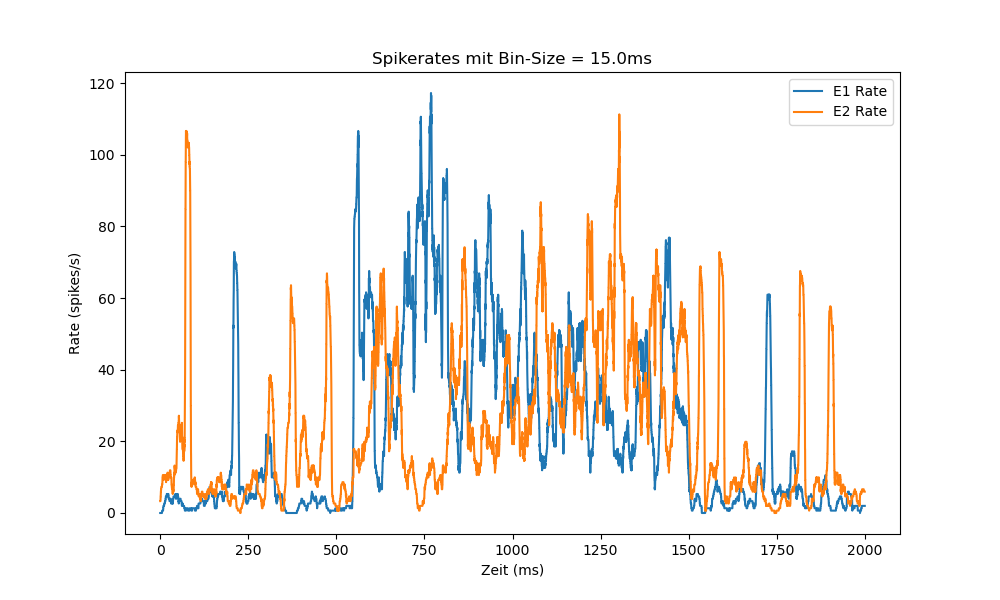 Spikerates mit Bin-Size = 15.0ms
E1 Rate
E2 Rate
120
100
80
60
40
20
0
Rate (spikes/s)
0 250 500 750 1000 1250 1500 1750 2000
Zeit (ms)